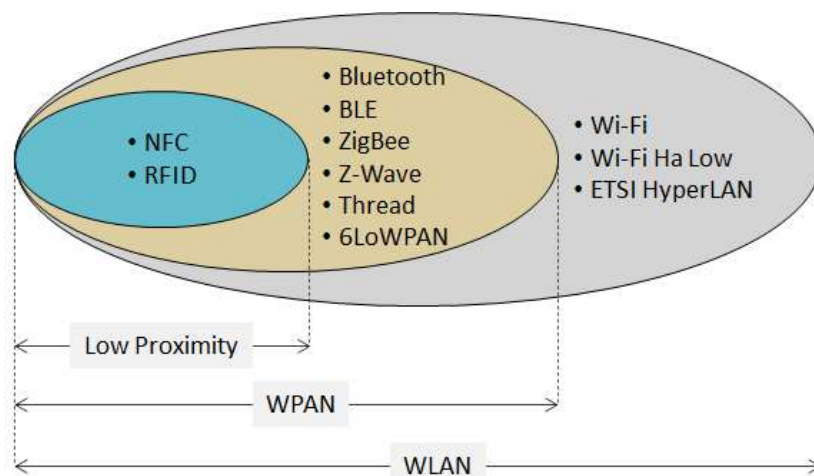 • NFC
• RFID
• Bluetooth
• BLE
• ZigBee
• Z-Wave
• Thread
• 6LoWPAN
• Wi-Fi
• Wi-Fi Ha Low
• ETSI HyperLAN
Low Proximity
WPAN
WLAN